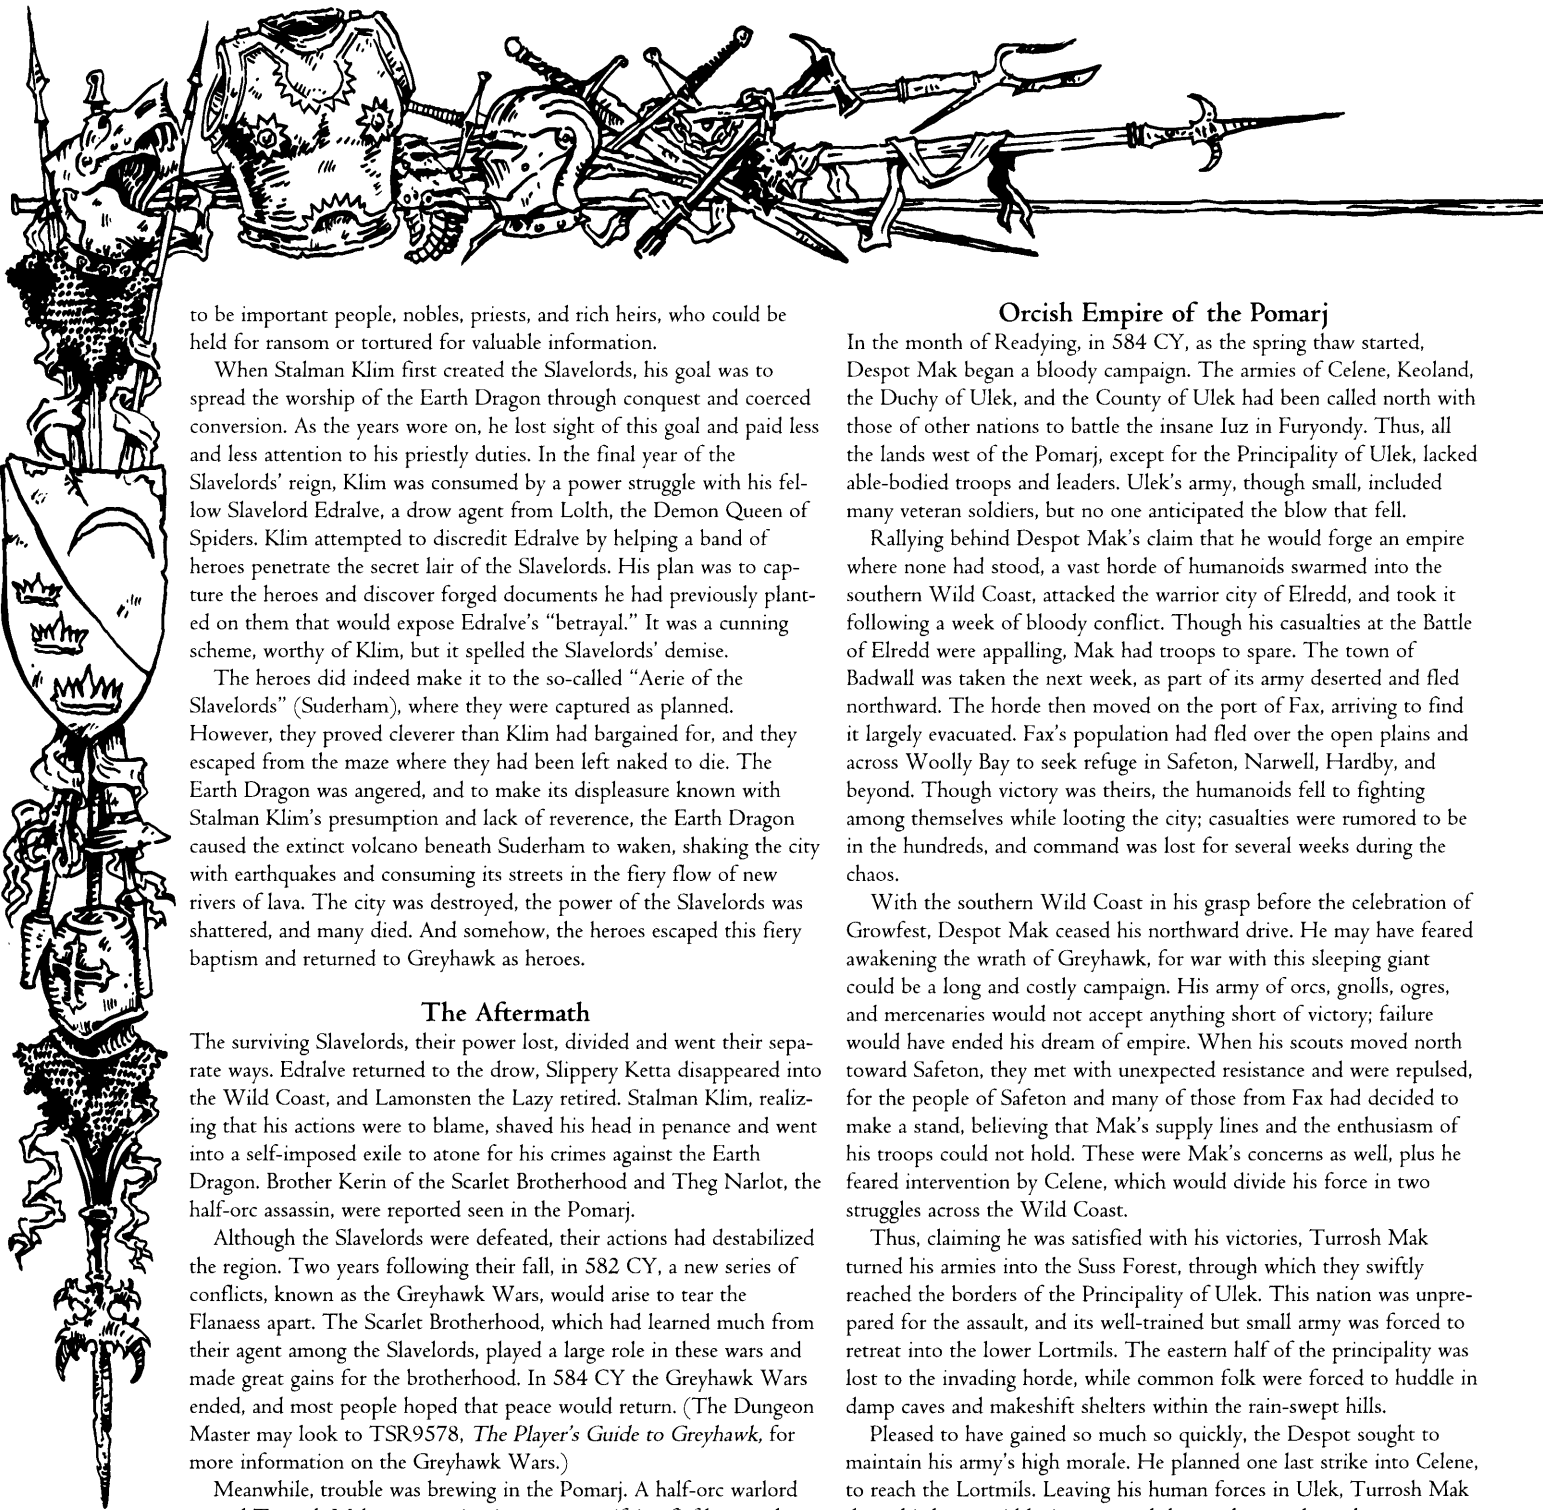 to be important people, nobles, priests, and rich heirs, who could be
held for ransom or tortured for valuable information.
When Stalman Klim first created the Slavelords, his goal was to
spread the worship of the Earth Dragon through conquest and coerced
conversion. As the years wore on, he lost sight of this goal and paid less
and less attention to his priestly duties. In the final year of the
Slavelords' reign, Klim was consumed by a power struggle with his fel-
low Slavelord Edralve, a drow agent from Lolth, the Demon Queen of
Spiders. Klim attempted to discredit Edralve by helping a band of
heroes penetrate the secret lair of the Slavelords. His plan was to cap-
ture the heroes and discover forged documents he had previously plant-
ed on them that would expose Edralve's "betrayal." It was a cunning
scheme, worthy of Klim, but it spelled the Slavelords' demise.
The heroes did indeed make it to the so-called "Aerie of the
Slavelords" (Suderham), where they were captured as planned.
However, they proved cleverer than Klim had bargained for, and they
escaped from the maze where they had been left naked to die. The
Earth Dragon was angered, and to make its displeasure known with
Stalman Klim's presumption and lack of reverence, the Earth Dragon
caused the extinct volcano beneath Suderham to waken, shaking the city
with earthquakes and consuming its streets in the fiery flow of new
rivers of lava. The city was destroyed, the power of the Slavelords was
shattered, and many died. And somehow, the heroes escaped this fiery
baptism and returned to Greyhawk as heroes.
The Aftermath
The surviving Slavelords, their power lost, divided and went their sepa-
rate ways. Edralve returned to the drow, Slippery Ketta disappeared into
the Wild Coast, and Lamonsten the Lazy retired. Stalman Klim, realiz-
ing that his actions were to blame, shaved his head in penance and went
into a self-imposed exile to atone for his crimes against the Earth
Dragon. Brother Kerin of the Scarlet Brotherhood and Theg Narlot, the
half-orc assassin, were reported seen in the Pomarj.
Although the Slavelords were defeated, their actions had destabilized
the region. Two years following their fall, in 582 CY, a new series of
conflicts, known as the Greyhawk Wars, would arise to tear the
Flanaess apart. The Scarlet Brotherhood, which had learned much from
their agent among the Slavelords, played a large role in these wars and
made great gains for the brotherhood. In 584 CY the Greyhawk Wars
ended, and most people hoped that peace would return. (The Dungeon
Master may look to TSR9578, The Player's Guide to Greyhawk, for
more information on the Greyhawk Wars.)
Meanwhile, trouble was brewing in the Pomarj. A half-orc warlord
Orcish Empire of the Pomarj
In the month of Readying, in 584 CY, as the spring thaw started,
Despot Mak began a bloody campaign. The armies of Celene, Keoland,
the Duchy of Ulek, and the County of Ulek had been called north with
those of other nations to battle the insane Iuz in Furyondy. Thus, all
the lands west of the Pomarj, except for the Principality of Ulek, lacked
able-bodied troops and leaders. Ulek's army, though small, included
many veteran soldiers, but no one anticipated the blow that fell.
Rallying behind Despot Mak's claim that he would forge an empire
where none had stood, a vast horde of humanoids swarmed into the
southern Wild Coast, attacked the warrior city of Elredd, and took it
following a week of bloody conflict. Though his casualties at the Battle
of Elredd were appalling, Mak had troops to spare. The town of
Badwall was taken the next week, as part of its army deserted and fled
northward. The horde then moved on the port of Fax, arriving to find
it largely evacuated. Fax's population had fled over the open plains and
across Woolly Bay to seek refuge in Safeton, Narwell, Hardby, and
beyond. Though victory was theirs, the humanoids fell to fighting
among themselves while looting the city; casualties were rumored to be
in the hundreds, and command was lost for several weeks during the
chaos.
With the southern Wild Coast in his grasp before the celebration of
Growfest, Despot Mak ceased his northward drive. He may have feared
awakening the wrath of Greyhawk, for war with this sleeping giant
could be a long and costly campaign. His army of orcs, gnolls, ogres,
and mercenaries would not accept anything short of victory; failure
would have ended his dream of empire. When his scouts moved north
toward Safeton, they met with unexpected resistance and were repulsed,
for the people of Safeton and many of those from Fax had decided to
make a stand, believing that Mak's supply lines and the enthusiasm of
his troops could not hold. These were Mak's concerns as well, plus he
feared intervention by Celene, which would divide his force in two
struggles across the Wild Coast.
Thus, claiming he was satisfied with his victories, Turrosh Mak
turned his armies into the Suss Forest, through which they swiftly
reached the borders of the Principality of Ulek. This nation was unpre-
pared for the assault, and its well-trained but small army was forced to
retreat into the lower Lortmils. The eastern half of the principality was
lost to the invading horde, while common folk were forced to huddle in
damp caves and makeshift shelters within the rain-swept hills.
Pleased to have gained so much so quickly, the Despot sought to
maintain his army's high morale. He planned one last strike into Celene,
to reach the Lortmils. Leaving his human forces in Ulek, Turrosh Mak